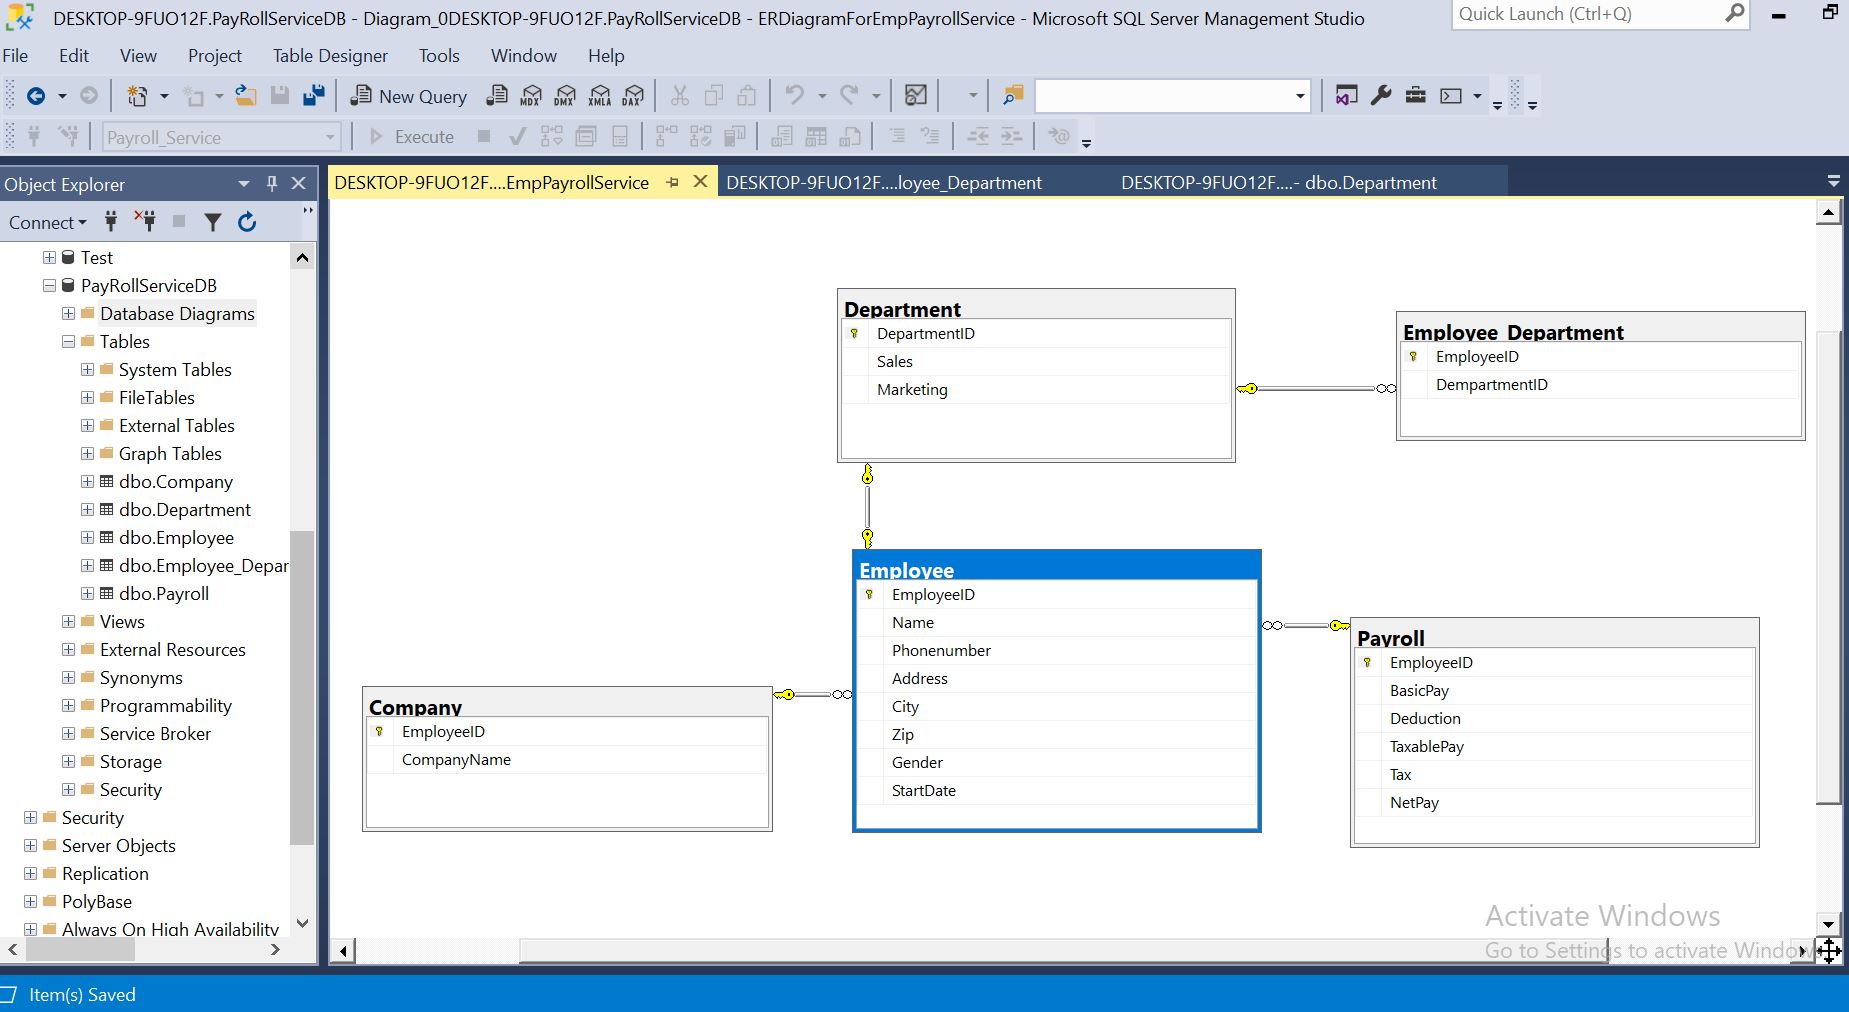 DESKTOP-9FUO12F.PayRollServiceDB - Diagram_0DESKTOP-9FUO12F.PayRollServiceDB - ERDiagramForEmpPayrollService - Microsoft SQL Server Management Studio
Quick Launch (Ctrl+Q)
File Edit View Project Table Designer Tools Window Help
New Query MDX DMX XMLA DAX
Payroll_Service Execute
Object Explorer
Connect
Test
PayRollServiceDB
Database Diagrams
Tables
System Tables
FileTables
External Tables
Graph Tables
dbo.Company
dbo.Department
dbo.Employee
dbo.Employee_Depar
dbo.Payroll
Views
External Resources
Synonyms
Programmability
Service Broker
Storage
Security
Security
Server Objects
Replication
PolyBase
Always On High Availability
DESKTOP-9FUO12F....EmpPayrollService
DESKTOP-9FUO12F....loyee_Department
DESKTOP-9FUO12F....- dbo.Department
Department
DepartmentID
Sales
Marketing
Employee_Department
EmployeeID
DempartmentID
Employee
EmployeeID
Name
Phonenumber
Address
City
Zip
Gender
StartDate
Payroll
EmployeeID
BasicPay
Deduction
TaxablePay
Tax
NetPay
Company
EmployeeID
CompanyName
Activate Windows
Go to Settings to activate Windows
Item(s) Saved